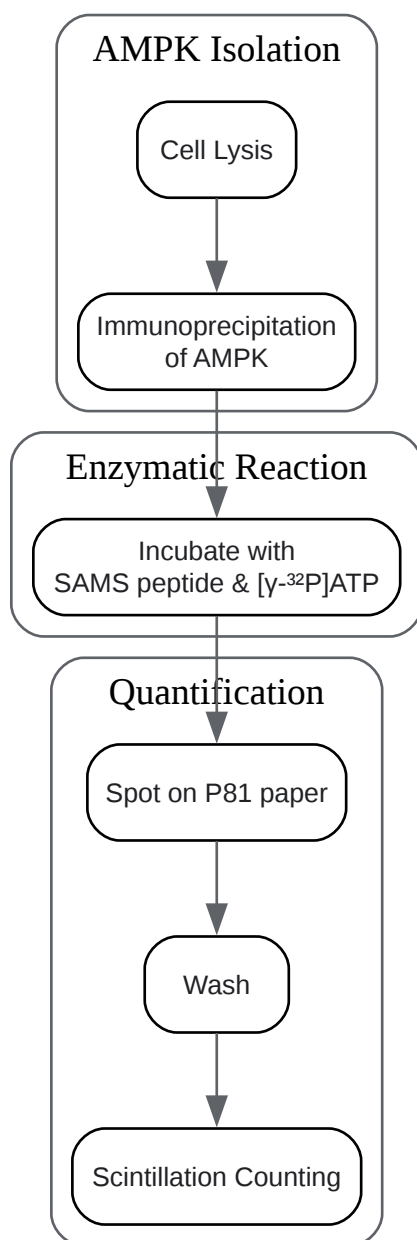 AMPK Isolation
Cell Lysis
Immunoprecipitation
of AMPK
Enzymatic Reaction
Incubate with
SAMS peptide & [γ-³²P]ATP
Quantification
Spot on P81 paper
Wash
Scintillation Counting